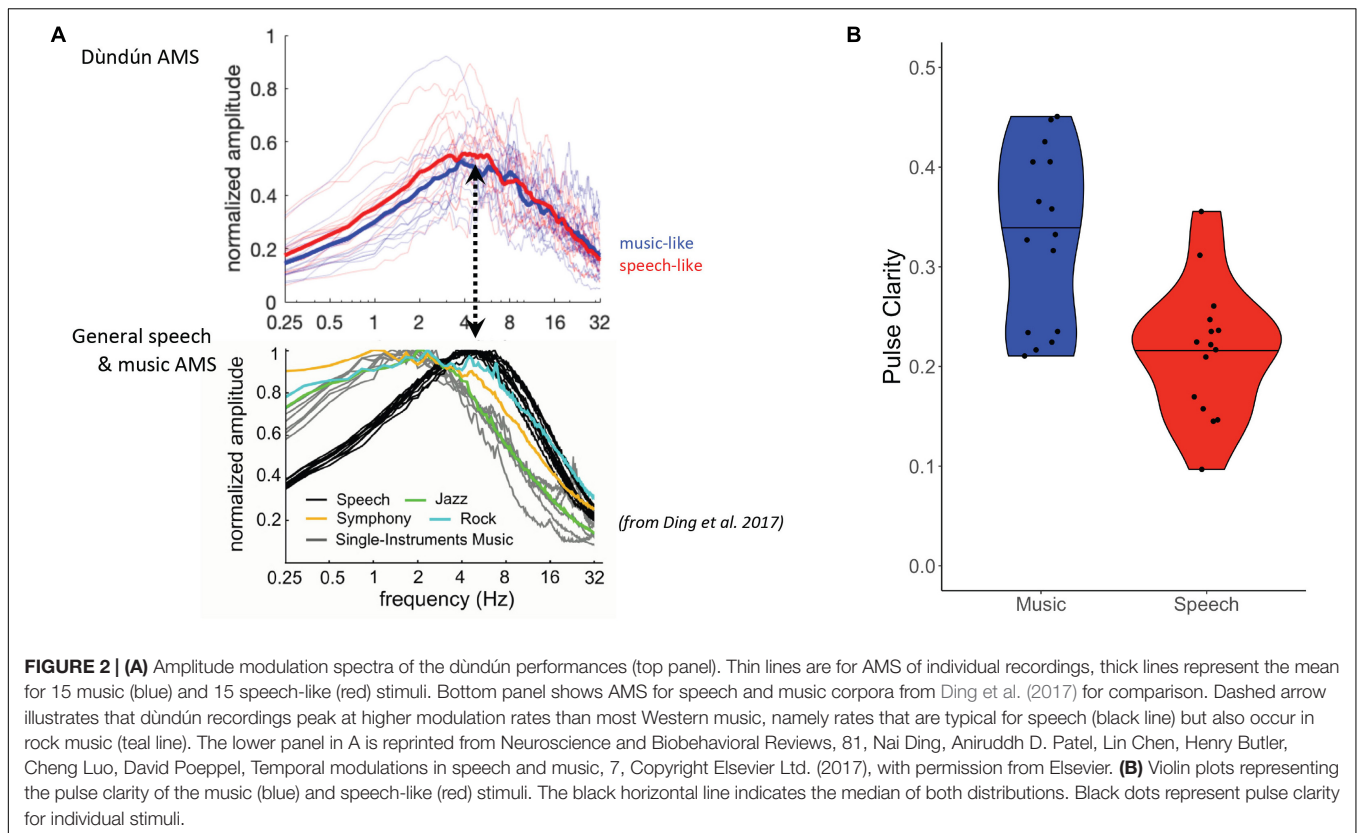 A
Dùndún AMS
normalized amplitude
1
0.8
0.6
0.4
0.2
0
0.25 0.5 1 2 4 8 16 32
music-like
speech-like
General speech
& music AMS
normalized amplitude
1
0.8
0.6
0.4
0.2
Speech Jazz
Symphony Rock
Single-Instruments Music
0.25 0.5 1 2 4 8 16 32
frequency (Hz)
(from Ding et al. 2017)
B
Pulse Clarity
0.5
0.4
0.3
0.2
0.1
0.0
Music Speech
FIGURE 2 | (A) Amplitude modulation spectra of the dùndún performances (top panel). Thin lines are for AMS of individual recordings, thick lines represent the mean
for 15 music (blue) and 15 speech-like (red) stimuli. Bottom panel shows AMS for speech and music corpora from Ding et al. (2017) for comparison. Dashed arrow
illustrates that dùndún recordings peak at higher modulation rates than most Western music, namely rates that are typical for speech (black line) but also occur in
rock music (teal line). The lower panel in A is reprinted from Neuroscience and Biobehavioral Reviews, 81, Nai Ding, Aniruddh D. Patel, Lin Chen, Henry Butler,
Cheng Luo, David Poeppel, Temporal modulations in speech and music, 7, Copyright Elsevier Ltd. (2017), with permission from Elsevier. (B) Violin plots representing
the pulse clarity of the music (blue) and speech-like (red) stimuli. The black horizontal line indicates the median of both distributions. Black dots represent pulse clarity
for individual stimuli.